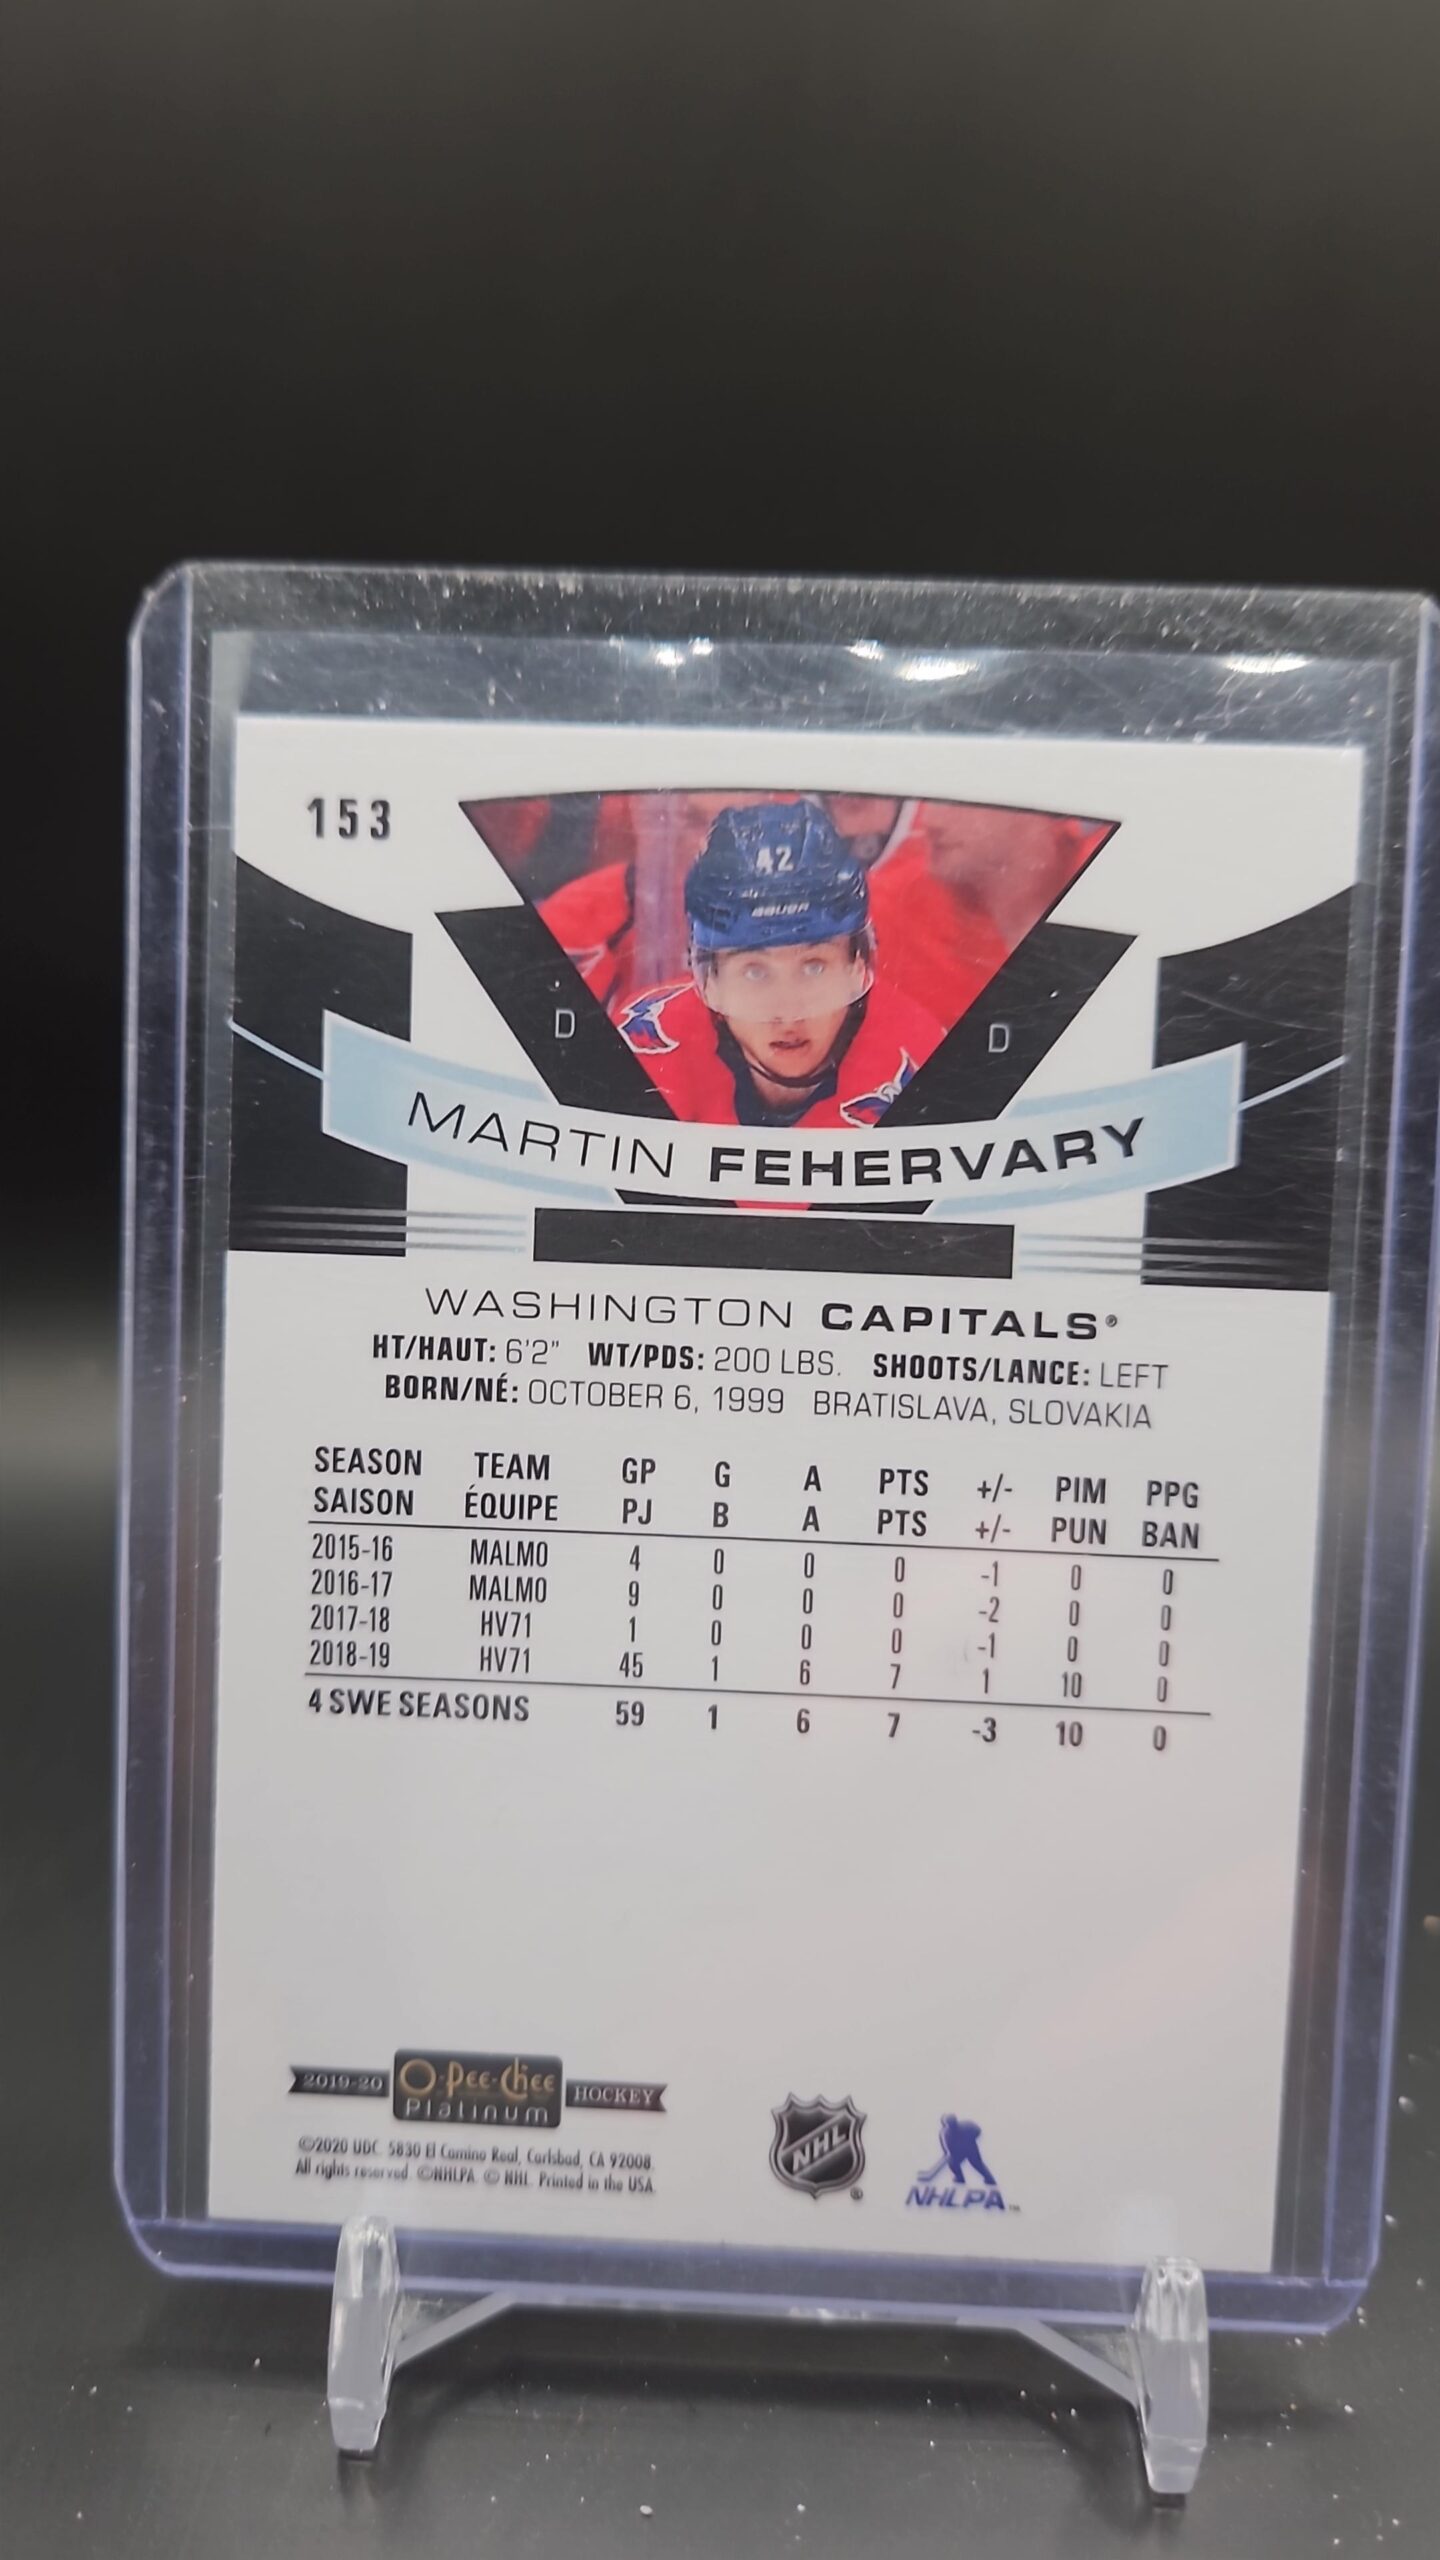 153
42
BAUER
D D
MARTIN FEHERVARY
WASHINGTON CAPITALS®
HT/HAUT: 6'2" WT/PDS: 200 LBS. SHOOTS/LANCE: LEFT
BORN/NÉ: OCTOBER 6, 1999 BRATISLAVA, SLOVAKIA
SEASON TEAM GP G A PTS +/- PIM PPG
SAISON ÉQUIPE PJ B A PTS +/- PUN BAN
2015-16 MALMO 4 0 0 0 -1 0 0
2016-17 MALMO 9 0 0 0 -2 0 0
2017-18 HV71 1 0 0 0 -1 0 0
2018-19 HV71 45 1 6 7 1 10 0
4 SWE SEASONS 59 1 6 7 -3 10 0
2019-20 O-Pee-Chee HOCKEY
Platinum
©2020 UDC. 5830 El Camino Real, Carlsbad, CA 92008.
All rights reserved. ©NHLPA. © NHL. Printed in the USA.
NHL®
NHLPA™